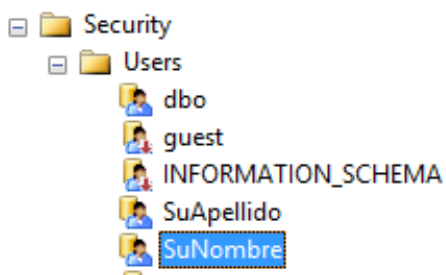 Security
Users
dbo
guest
INFORMATION_SCHEMA
SuApellido
SuNombre